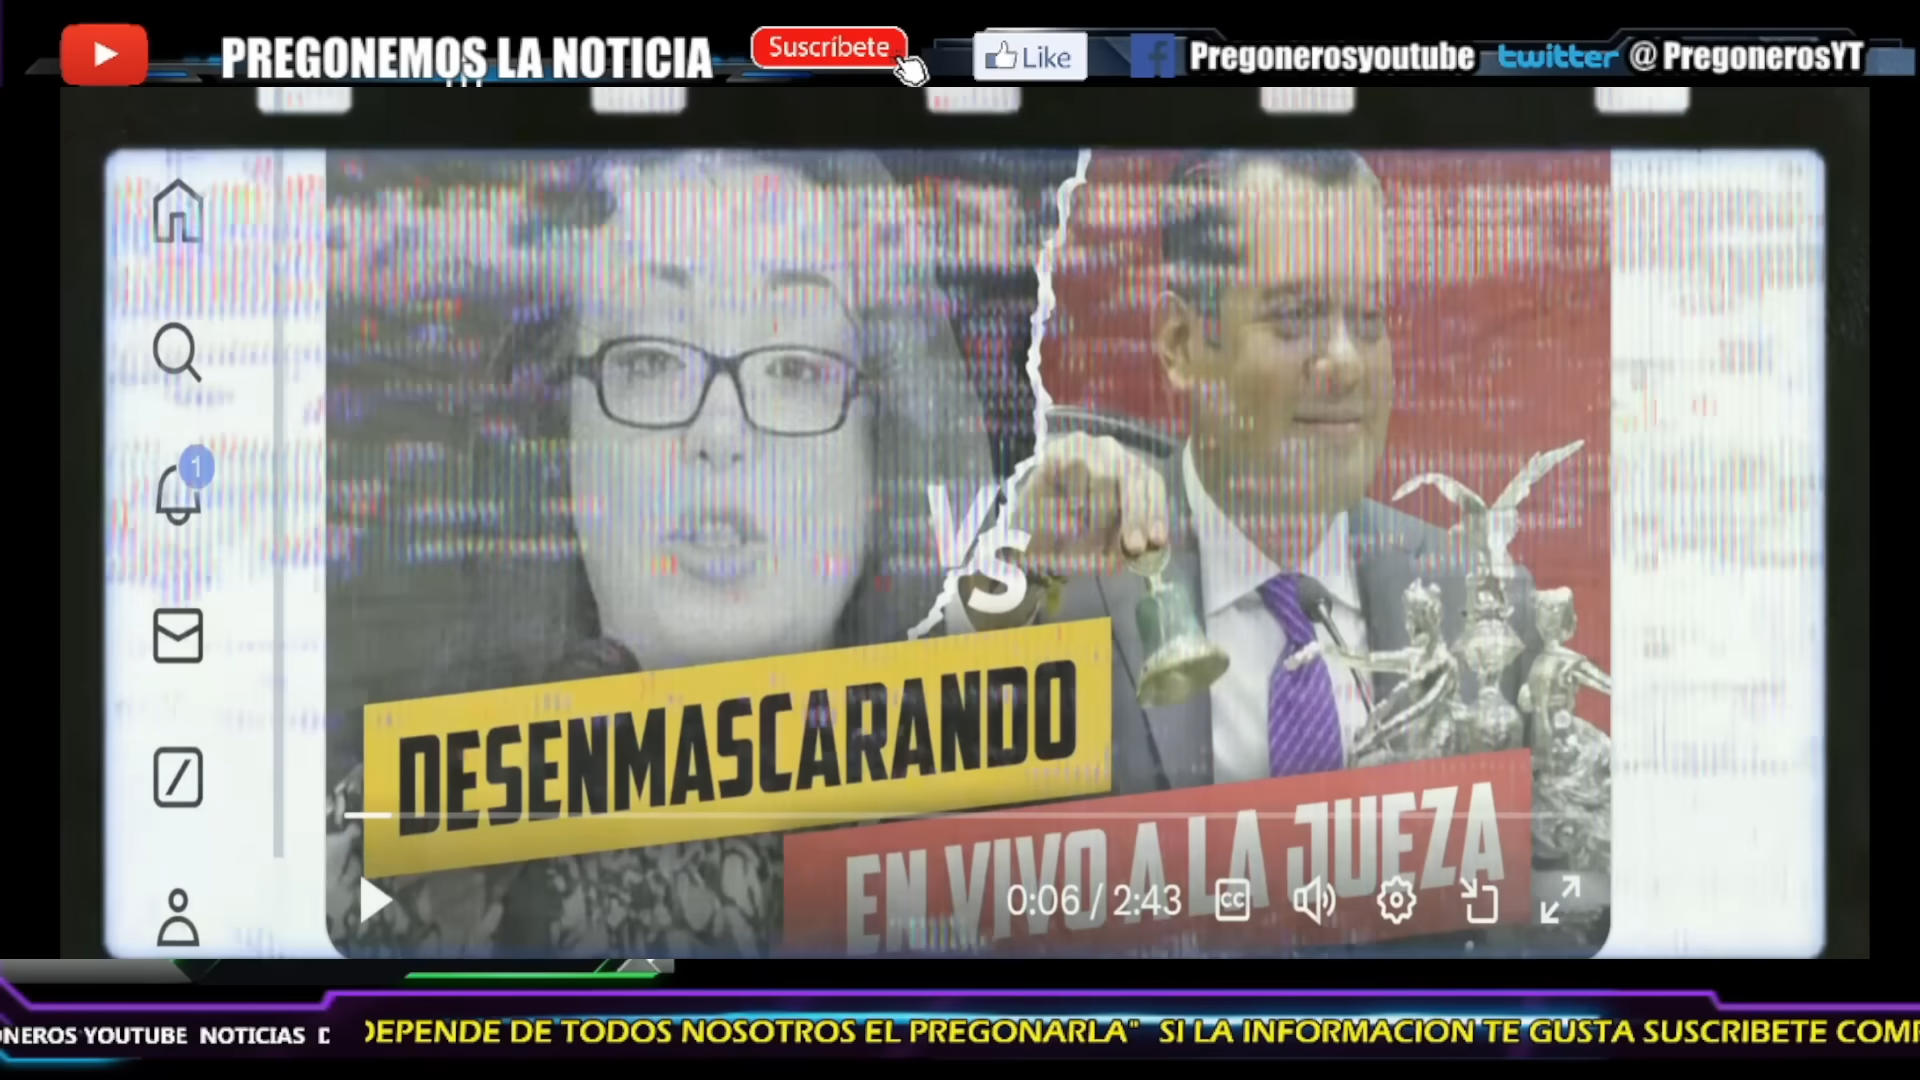 PREGONEMOS LA NOTICIA
Suscríbete
Like
Pregonerosyoutube
twitter @PregonerosYT
1
VS
DESENMASCARANDO
EN VIVO A LA JUEZA
0:06 / 2:43
CC
NEROS YOUTUBE NOTICIAS
DEPENDE DE TODOS NOSOTROS EL PREGONARLA" SI LA INFORMACION TE GUSTA SUSCRIBETE COM